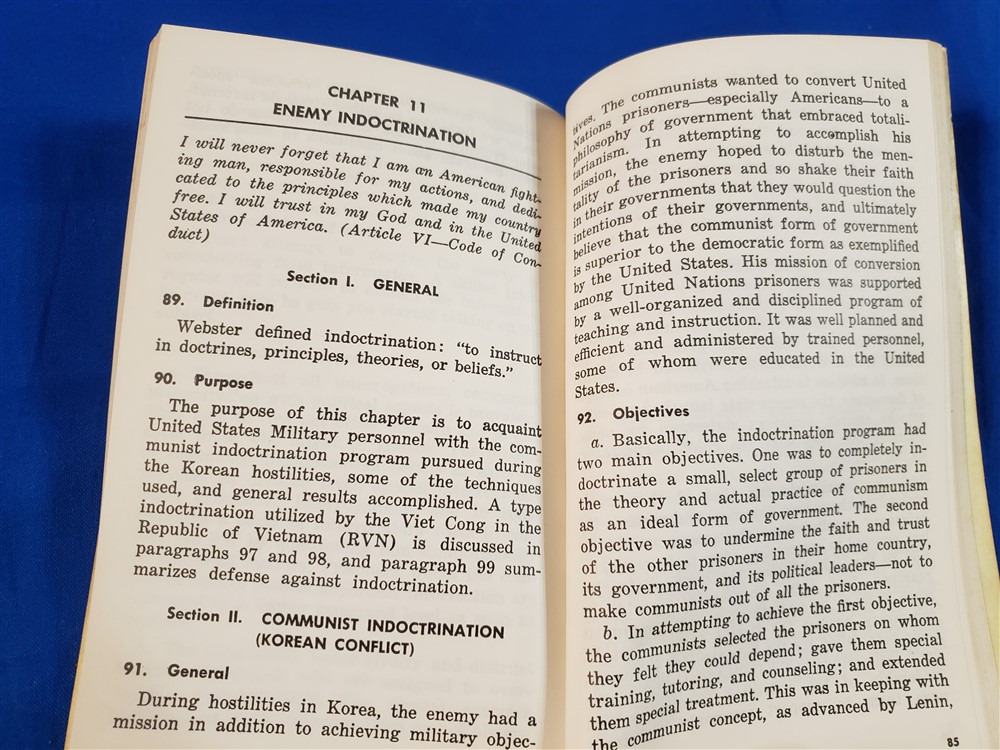 CHAPTER 11
ENEMY INDOCTRINATION
I will never forget that I am an American fight-
ing man, responsible for my actions, and dedi-
cated to the principles which made my country
free. I will trust in my God and in the United
States of America. (Article VI—Code of Con-
duct)
Section I. GENERAL
89. Definition
Webster defined indoctrination: "to instruct
in doctrines, principles, theories, or beliefs."
90. Purpose
The purpose of this chapter is to acquaint
United States Military personnel with the com-
munist indoctrination program pursued during
the Korean hostilities, some of the techniques
used, and general results accomplished. A type
indoctrination utilized by the Viet Cong in the
Republic of Vietnam (RVN) is discussed in
paragraphs 97 and 98, and paragraph 99 sum-
marizes defense against indoctrination.
Section II. COMMUNIST INDOCTRINATION
(KOREAN CONFLICT)
91. General
During hostilities in Korea, the enemy had a
mission in addition to achieving military objec-
tives. The communists wanted to convert United
Nations prisoners—especially Americans—to a
philosophy of government that embraced totali-
tarianism. In attempting to accomplish his
mission, the enemy hoped to disturb the men-
tality of the prisoners and so shake their faith
in their governments that they would question the
intentions of their governments, and ultimately
believe that the communist form of government
is superior to the democratic form as exemplified
by the United States. His mission of conversion
among United Nations prisoners was supported
by a well-organized and disciplined program of
teaching and instruction. It was well planned and
efficient and administered by trained personnel,
some of whom were educated in the United
States.
92. Objectives
a. Basically, the indoctrination program had
two main objectives. One was to completely in-
doctrinate a small, select group of prisoners in
the theory and actual practice of communism
as an ideal form of government. The second
objective was to undermine the faith and trust
of the other prisoners in their home country,
its government, and its political leaders—not to
make communists out of all the prisoners.
b. In attempting to achieve the first objective,
the communists selected the prisoners on whom
they felt they could depend; gave them special
training, tutoring, and counseling; and extended
them special treatment. This was in keeping with
the communist concept, as advanced by Lenin,
85